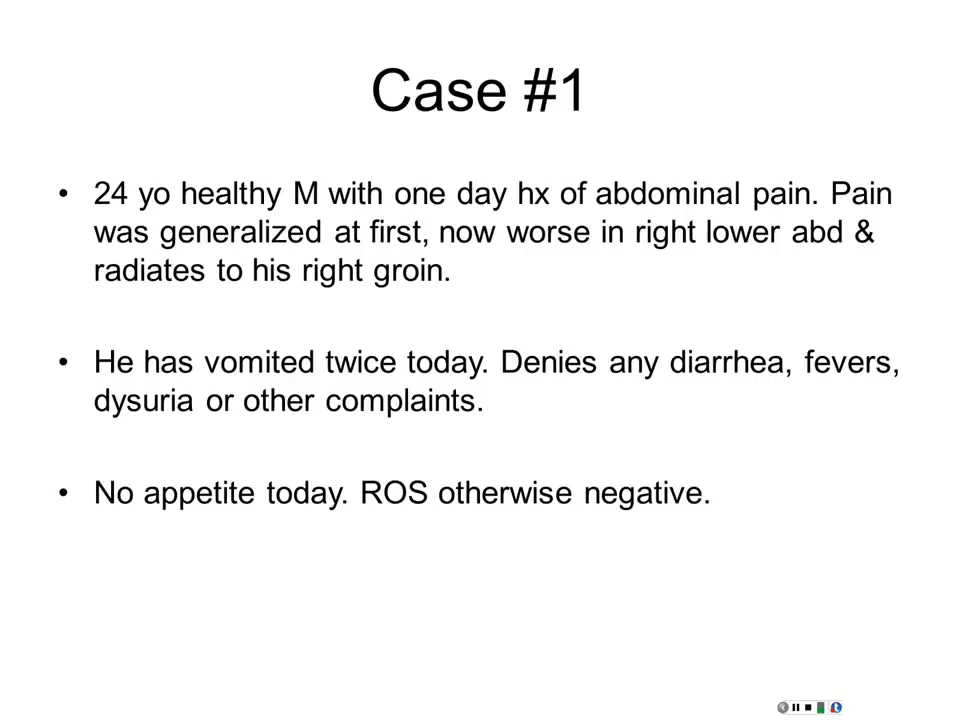 Case #1
• 24 yo healthy M with one day hx of abdominal pain. Pain
was generalized at first, now worse in right lower abd &
radiates to his right groin.
• He has vomited twice today. Denies any diarrhea, fevers,
dysuria or other complaints.
• No appetite today. ROS otherwise negative.